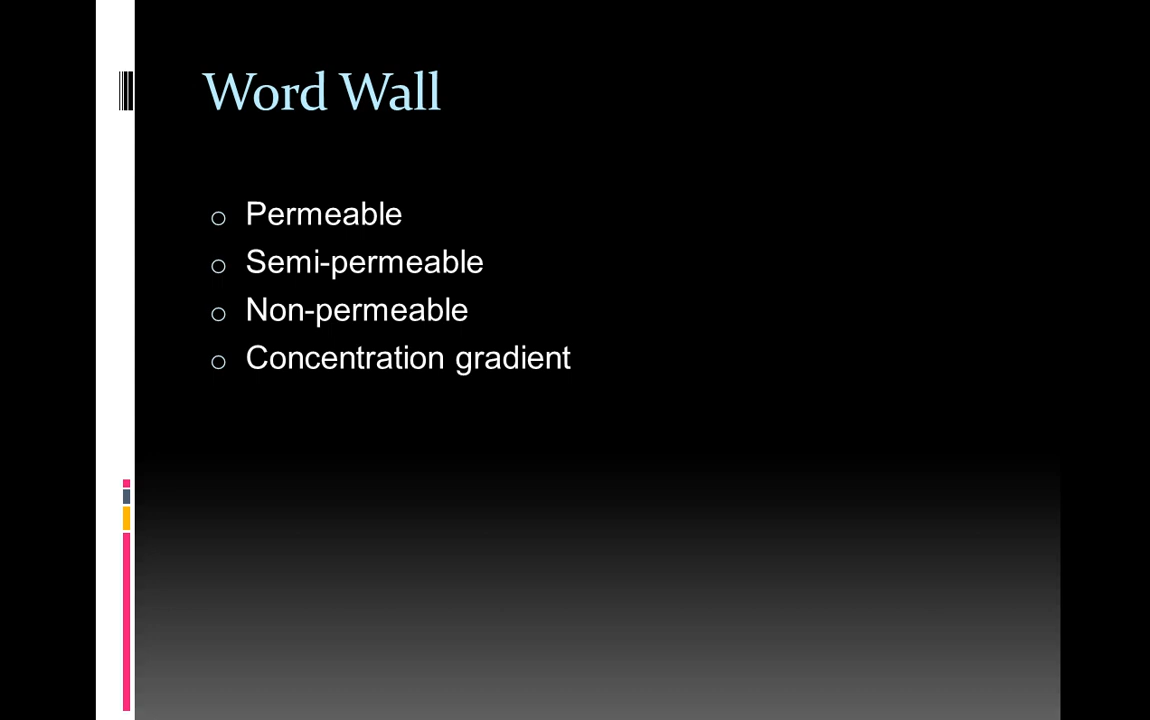 Word Wall
Permeable
Semi-permeable
Non-permeable
Concentration gradient